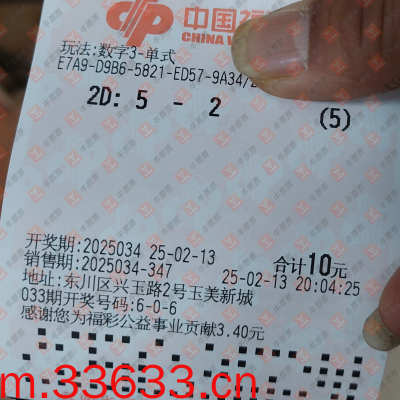 中国福
CHINA W
玩法:数字3-单式
E7A9-D9B6-5821-ED57-9A34/
2D: 5 - 2 (5)
开奖期:2025034 25-02-13 合计10元
销售期:2025034-347 25-02-13 20:04:25
地址:东川区兴玉路2号玉美新城
033期开奖号码:6-0-6
感谢您为福彩公益事业贡献3.40元
m.33633.cn